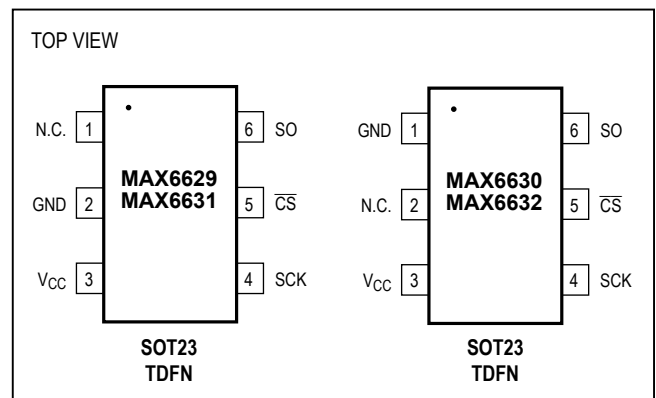 TOP VIEW
N.C. 1
GND 2
VCC 3
MAX6629
MAX6631
6 SO
5 CS
4 SCK
SOT23
TDFN
GND 1
N.C. 2
VCC 3
MAX6630
MAX6632
6 SO
5 CS
4 SCK
SOT23
TDFN